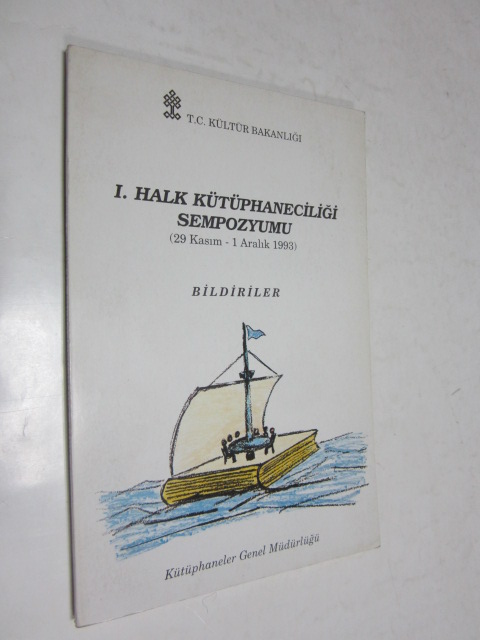 T.C. KÜLTÜR BAKANLIĞI
I. HALK KÜTÜPHANECİLİĞİ
SEMPOZYUMU
(29 Kasım - 1 Aralık 1993)
BİLDİRİLER
Kütüphaneler Genel Müdürlüğü